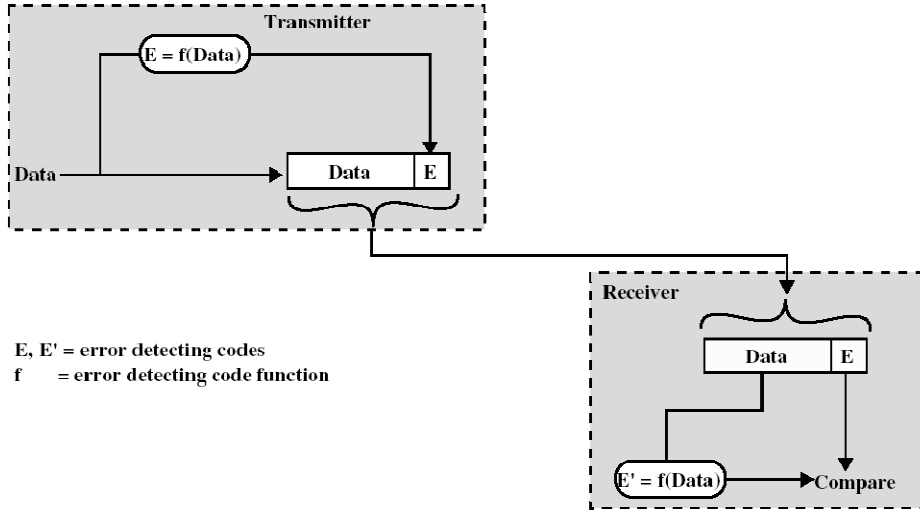 Transmitter
E = f(Data)
Data
Data
E
Receiver
E, E' = error detecting codes
f = error detecting code function
Data
E
E' = f(Data)
Compare